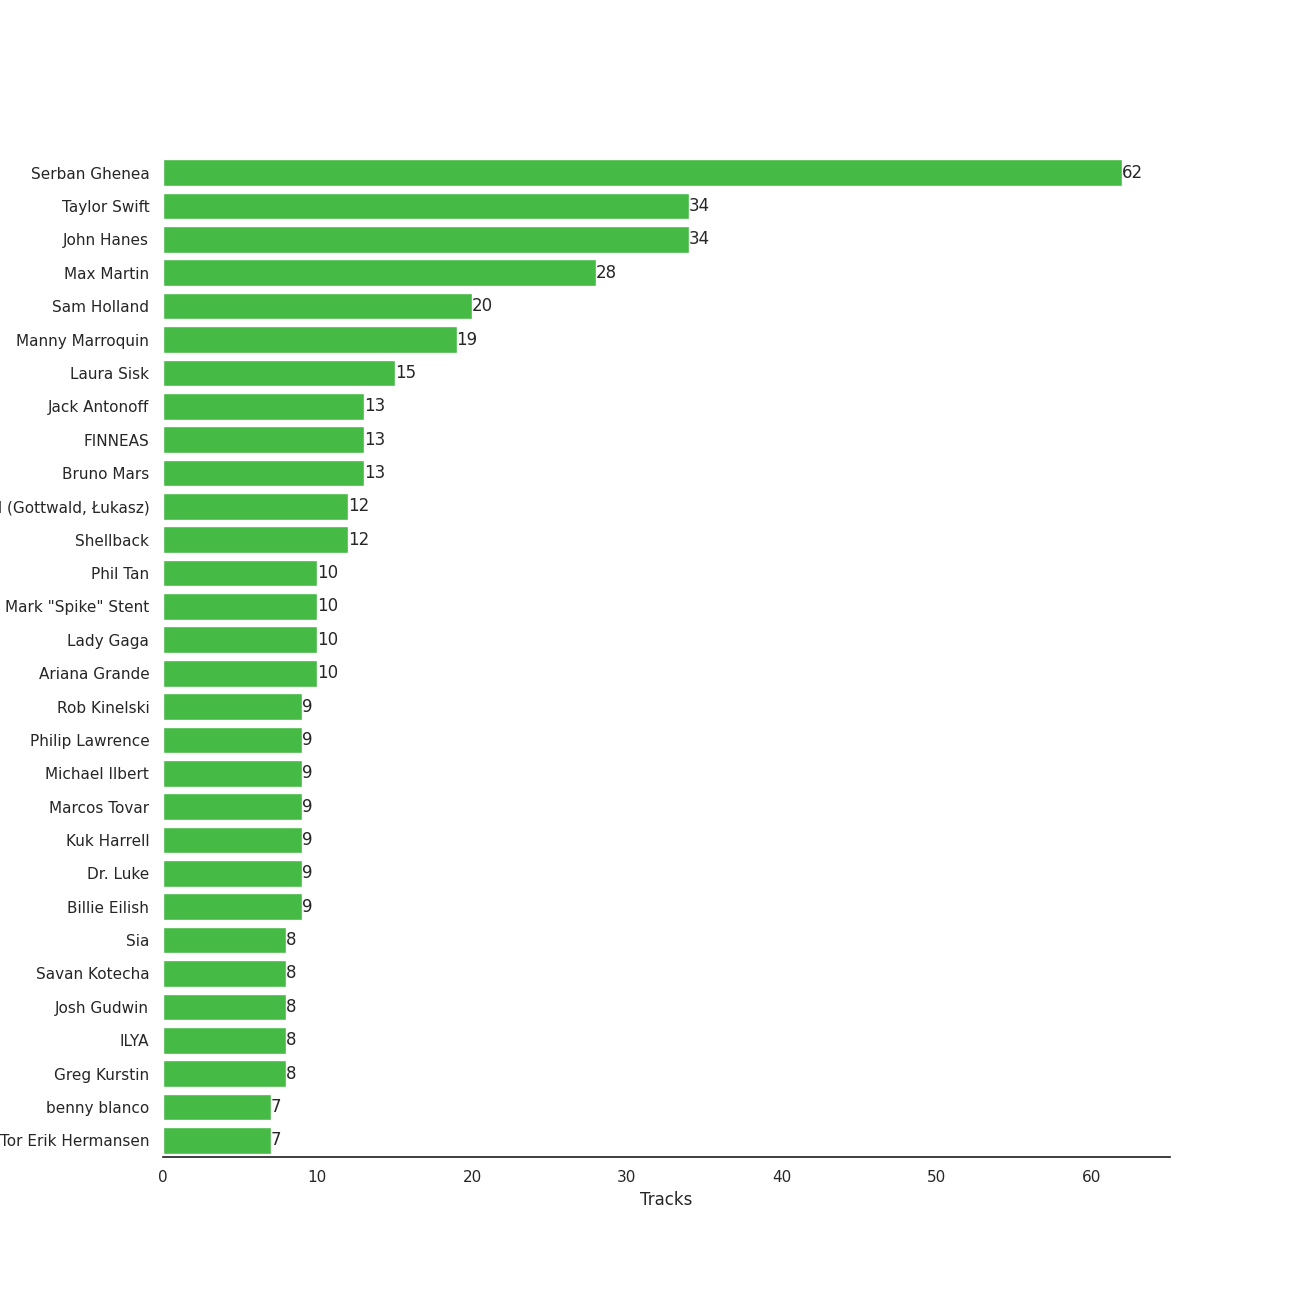 Serban Ghenea 62
Taylor Swift 34
John Hanes 34
Max Martin 28
Sam Holland 20
Manny Marroquin 19
Laura Sisk 15
Jack Antonoff 13
FINNEAS 13
Bruno Mars 13
(Gottwald, Łukasz) 12
Shellback 12
Phil Tan 10
Mark "Spike" Stent 10
Lady Gaga 10
Ariana Grande 10
Rob Kinelski 9
Philip Lawrence 9
Michael Ilbert 9
Marcos Tovar 9
Kuk Harrell 9
Dr. Luke 9
Billie Eilish 9
Sia 8
Savan Kotecha 8
Josh Gudwin 8
ILYA 8
Greg Kurstin 8
benny blanco 7
Tor Erik Hermansen 7
0 10 20 30 40 50 60
Tracks